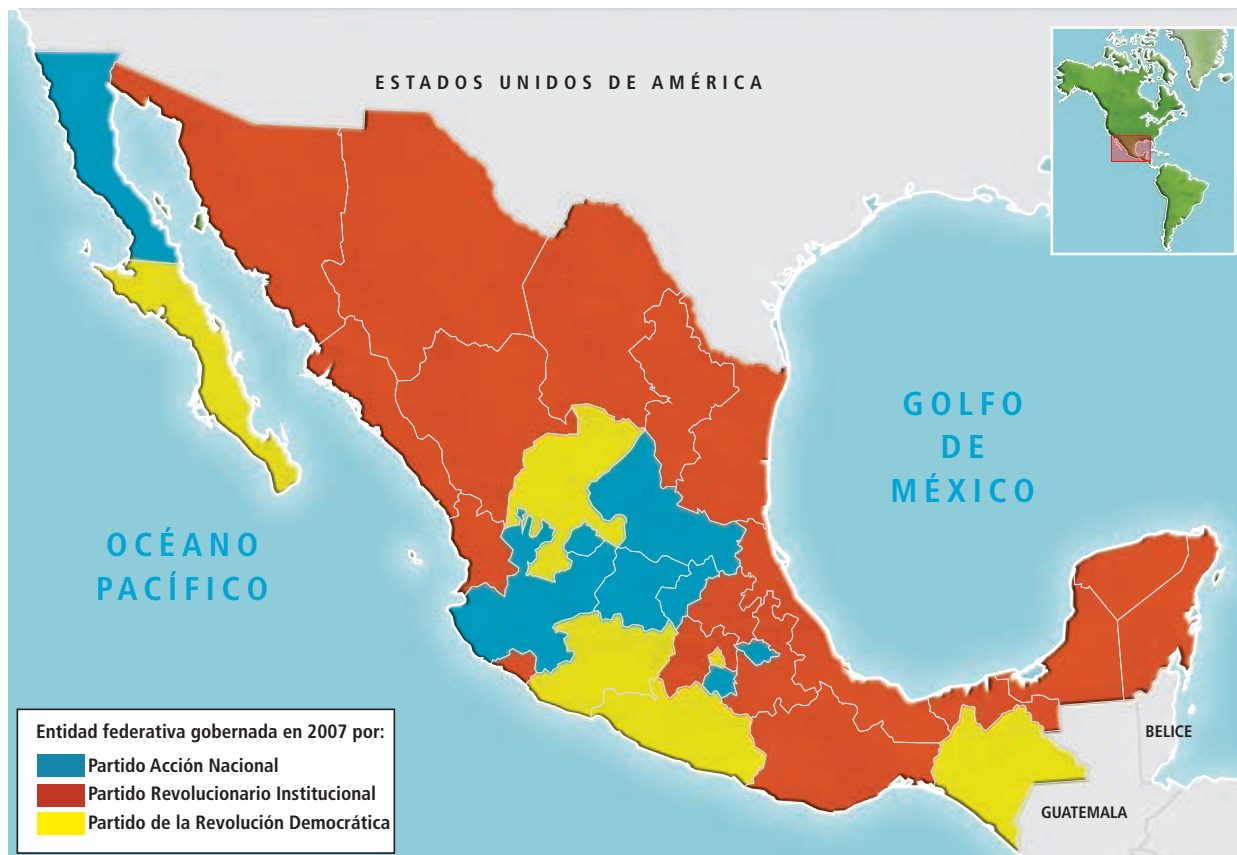 ESTADOS UNIDOS DE AMÉRICA
GOLFO
DE
MÉXICO
OCÉANO
PACÍFICO
BELICE
GUATEMALA
Entidad federativa gobernada en 2007 por:
Partido Acción Nacional
Partido Revolucionario Institucional
Partido de la Revolución Democrática